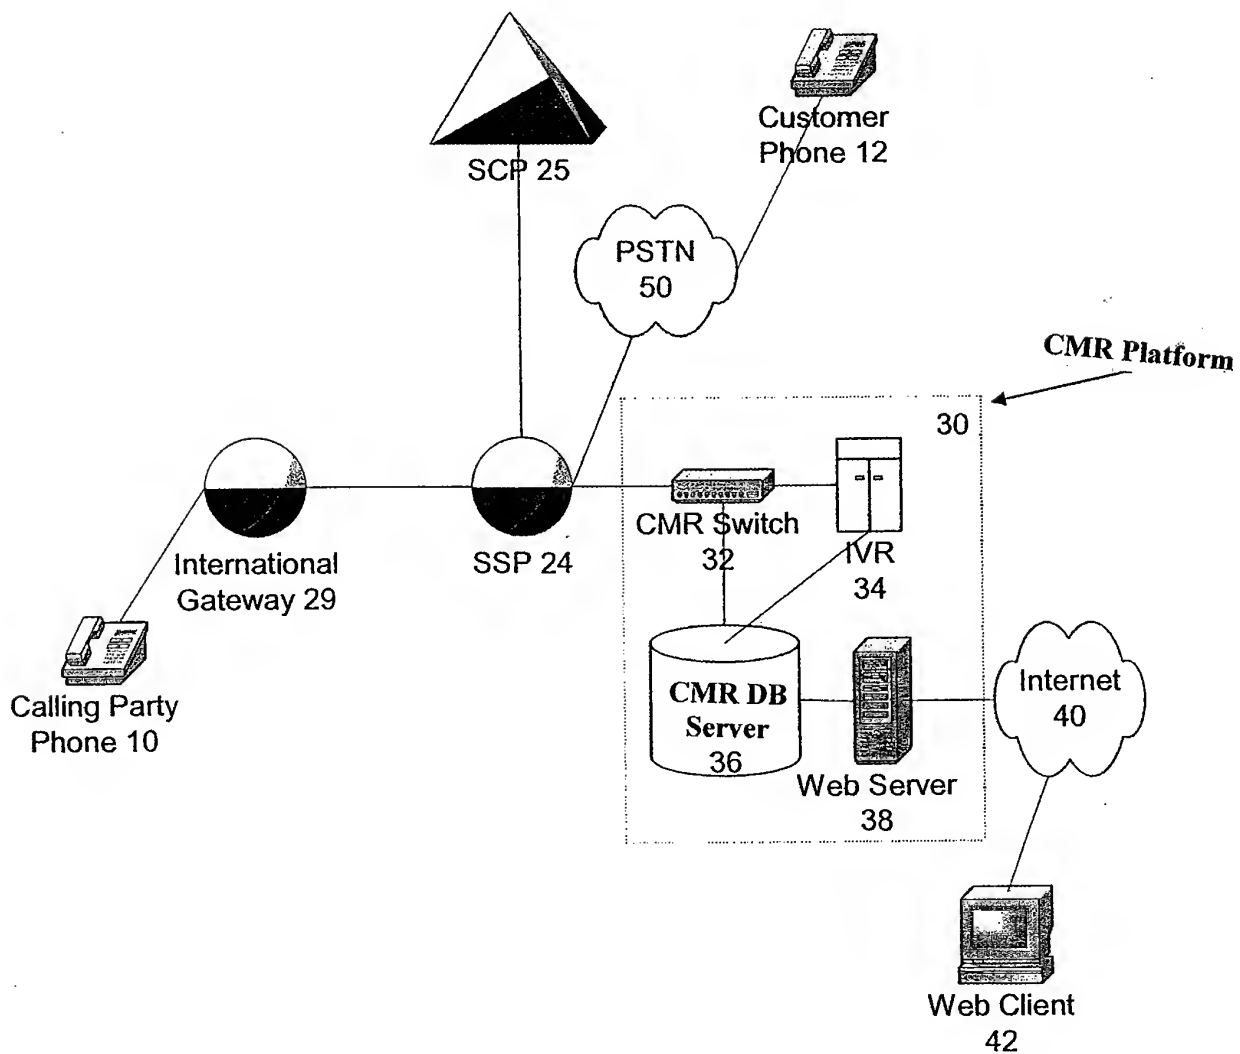 Customer
Phone 12
SCP 25
PSTN
50
CMR Platform
30
CMR Switch
32
IVR
34
International
Gateway 29
SSP 24
Calling Party
Phone 10
CMR DB
Server
36
Web Server
38
Internet
40
Web Client
42